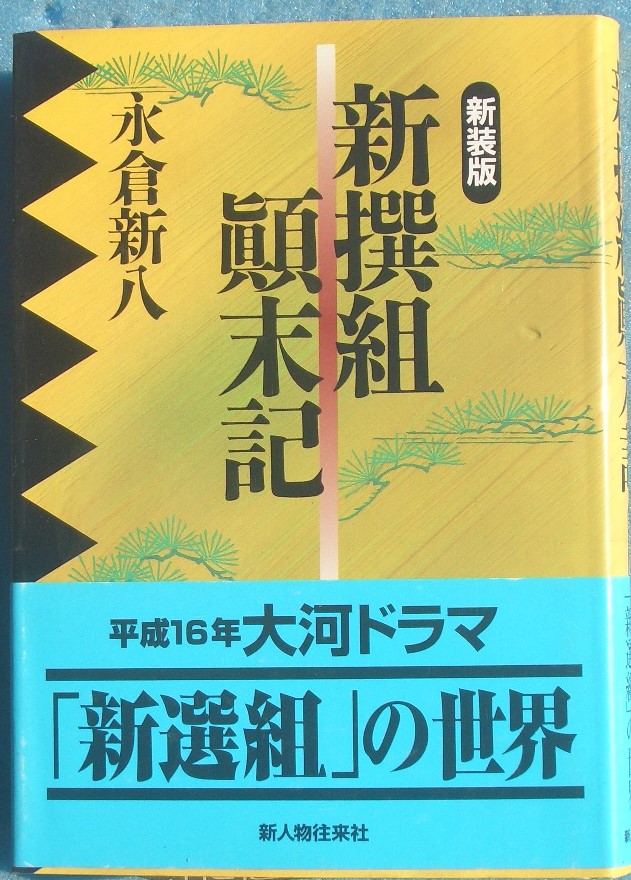 新装版
新撰組
顚末記
永倉新八
平成16年大河ドラマ
「新選組」の世界
新人物往来社